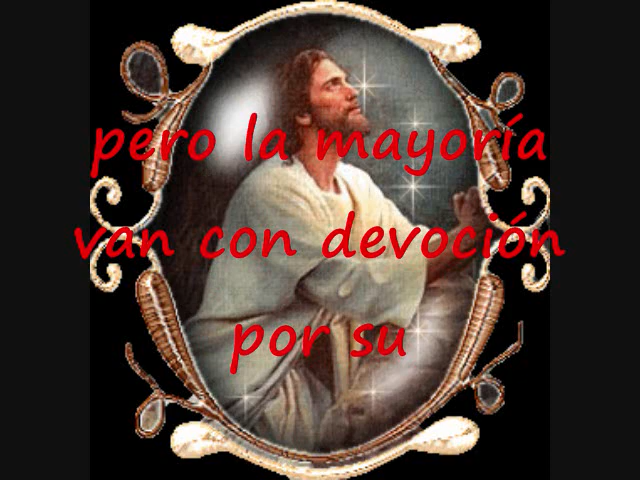 pero la mayoría
van con devoción
por su